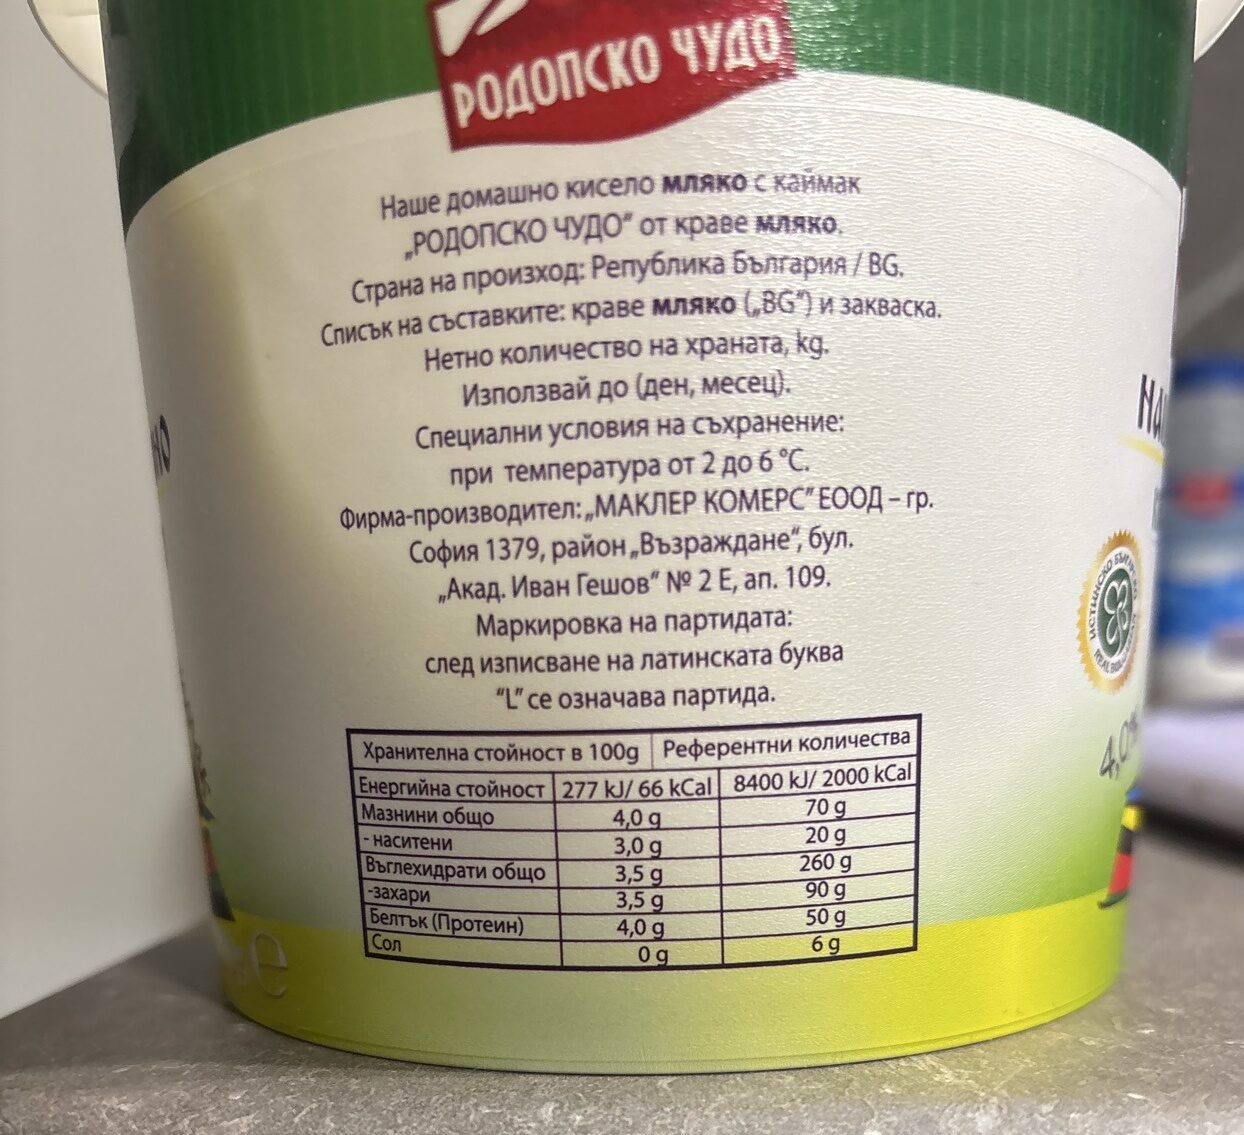 РОДОПСКО ЧУДО
Наше домашно кисело мляко с каймак
„РОДОПСКО ЧУДО" от краве мляко.
Страна на произход: Република България / BG.
Списък на съставките: краве мляко („BG") и закваска.
Нетно количество на храната, kg.
Използвай до (ден, месец).
Специални условия на съхранение:
при температура от 2 до 6 °C.
Фирма-производител: „МАКЛЕР КОМЕРС" ЕООД – гр.
София 1379, район „Възраждане", бул.
„Акад. Иван Гешов" № 2 Е, ап. 109.
Маркировка на партидата:
след изписване на латинската буква
"L" се означава партида.
Хранителна стойност в 100g Референтни количества
Енергийна стойност 277 kJ/ 66 kCal 8400 kJ/ 2000 kCal
Мазнини общо 4,0 g 70 g
- наситени 3,0 g 20 g
Въглехидрати общо 3,5 g 260 g
-захари 3,5 g 90 g
Белтък (Протеин) 4,0 g 50 g
Сол 0 g 6 g
ИСТИНСКО
REAL
4,0%